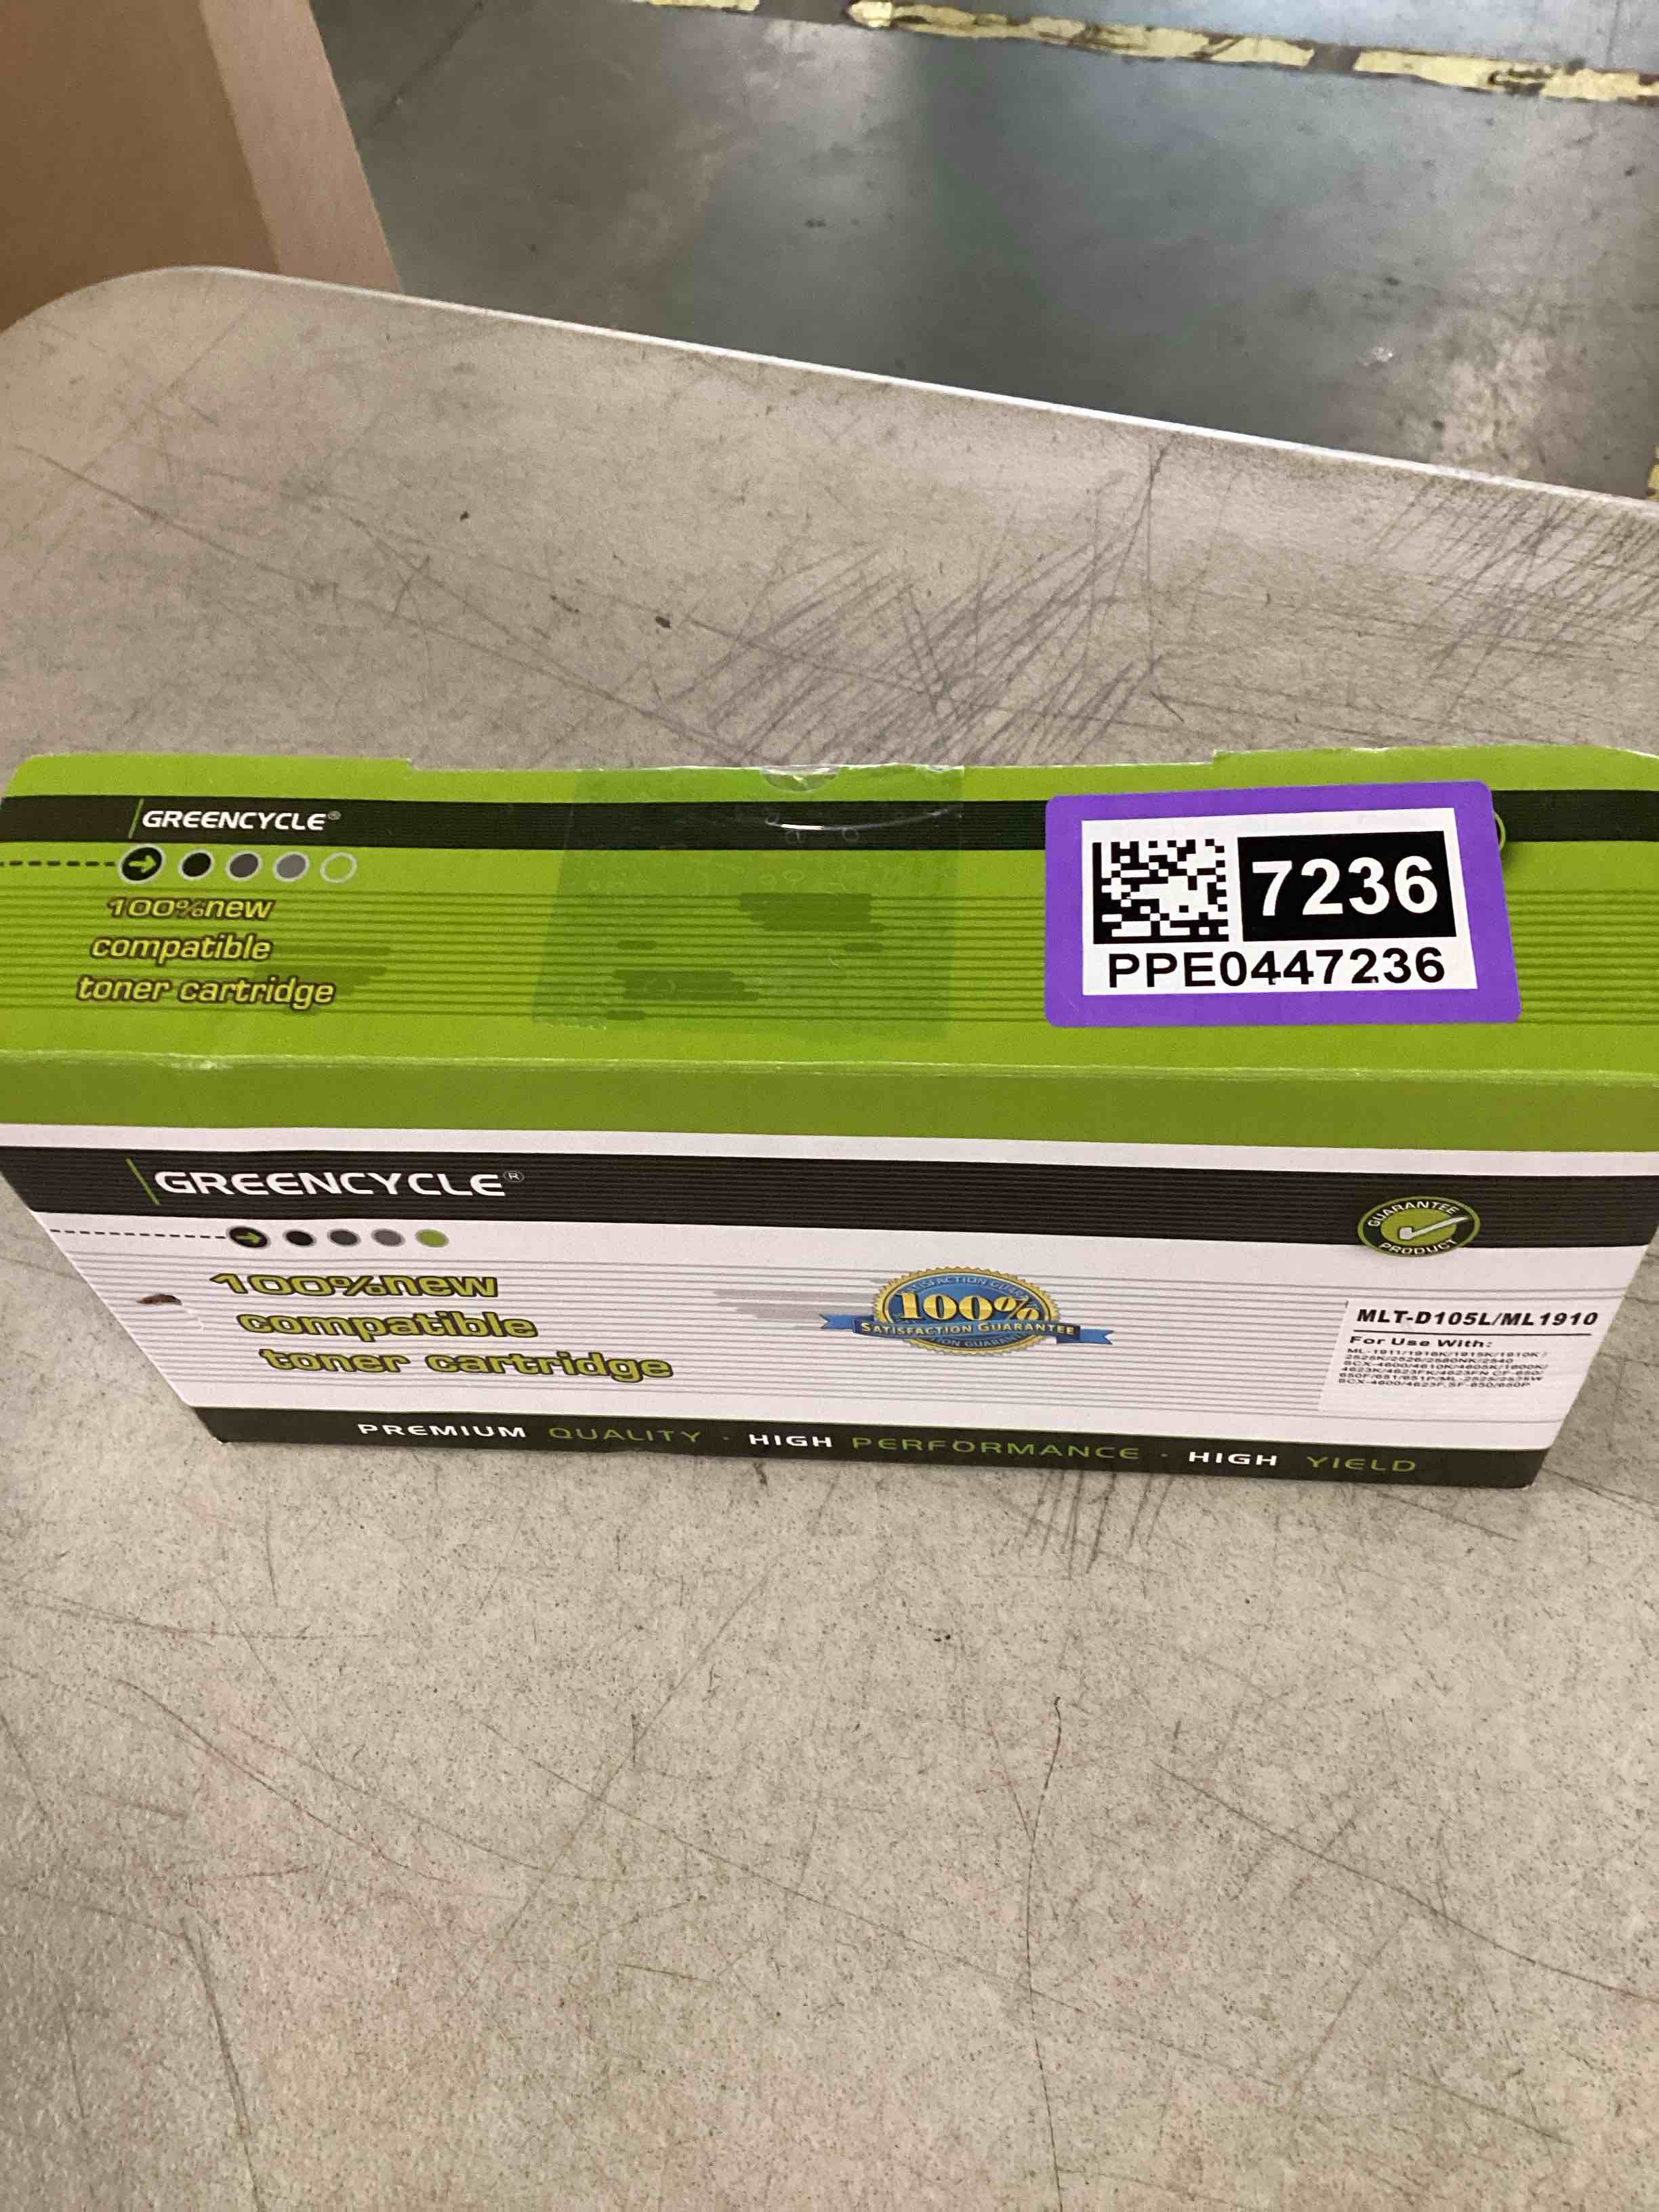 GREENCYCLE®
100%new
compatible
toner cartridge
7236
PPE0447236
GREENCYCLE®
GUARANTEE
PRODUCT
100%new
compatible
toner cartridge
100%
SATISFACTION GUARANTEE
MLT-D105L/ML1910
For Use With:
PREMIUM QUALITY · HIGH PERFORMANCE · HIGH YIELD